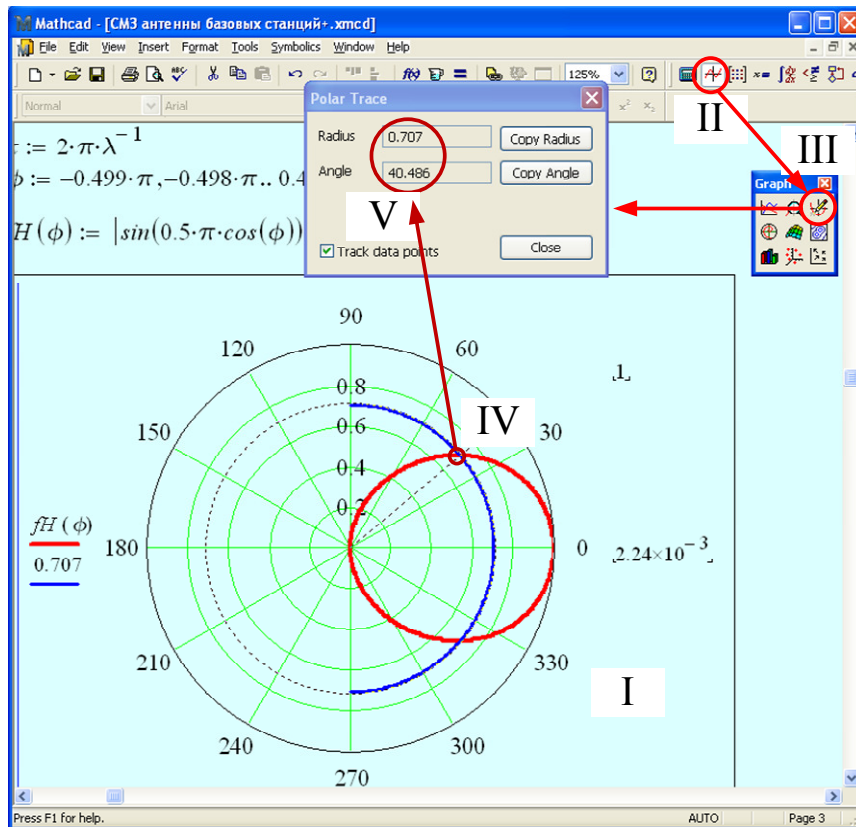 Mathcad - [СМЗ антенны базовых станций+.xmcd]
File Edit View Insert Format Tools Symbolics Window Help
125%
Normal Arial
Polar Trace
Radius 0.707 Copy Radius
Angle 40.486 Copy Angle
Track data points Close
II
III
Graph
V
:= 2·π·λ⁻¹
ϕ := −0.499·π , −0.498·π .. 0.4
H(ϕ) := |sin(0.5·π·cos(ϕ))
90
120 60
0.8
1
0.6
IV
150 30
0.4
0.2
fH(ϕ)
180 0 2.24×10⁻³
0.707
210 330
I
240 300
270
Press F1 for help. AUTO Page 3